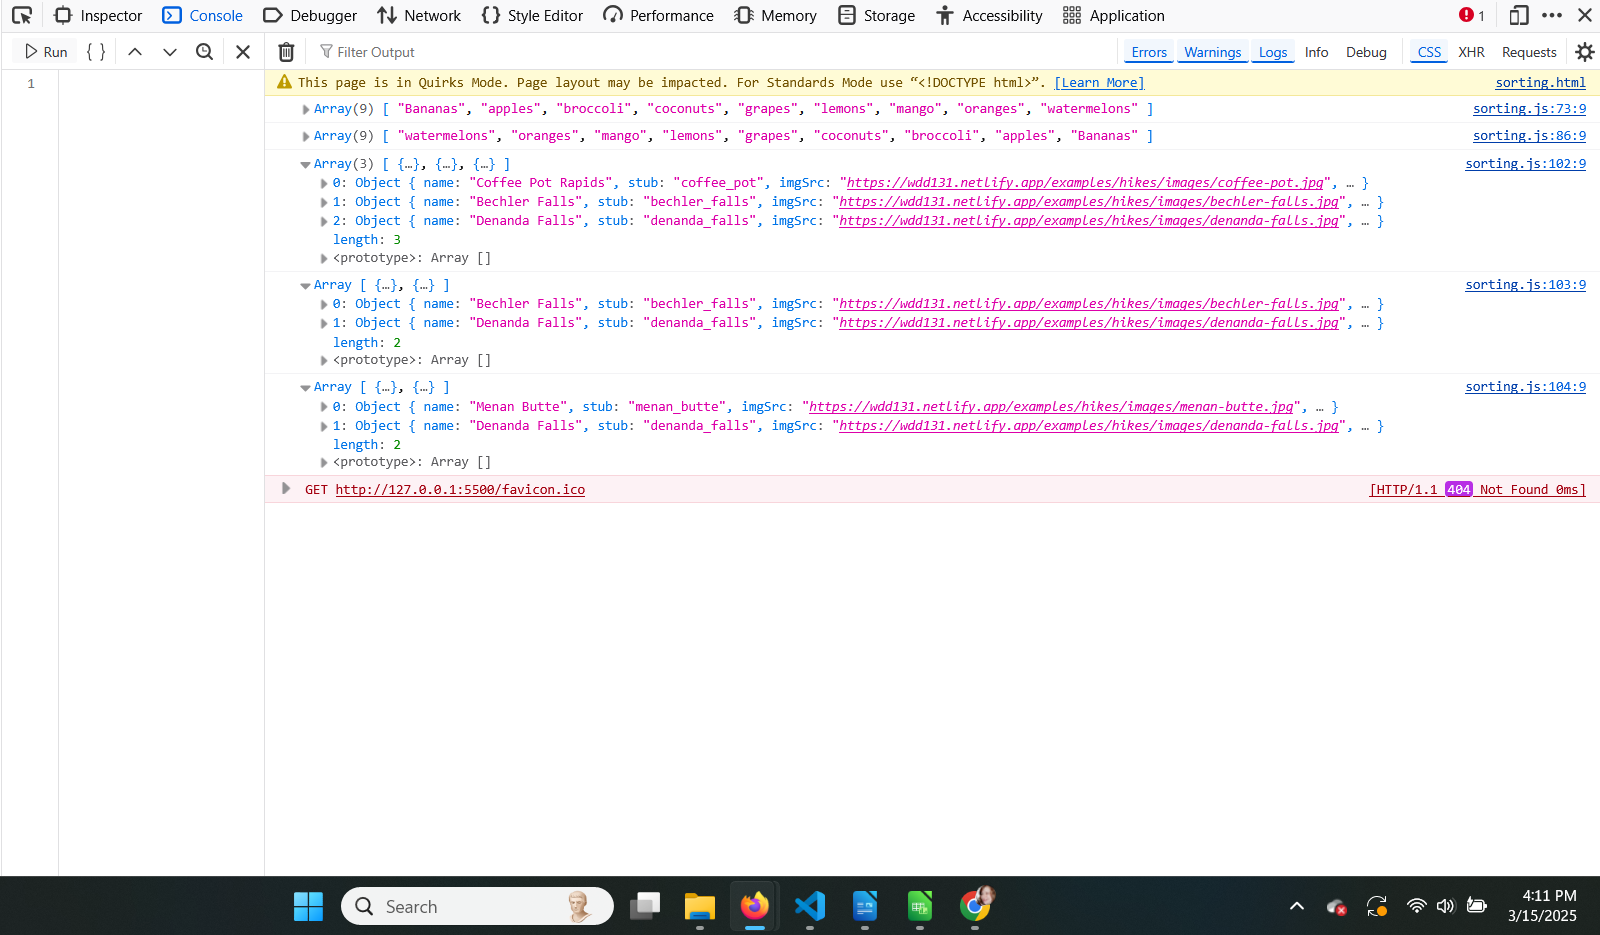 Inspector Console Debugger Network Style Editor Performance Memory Storage Accessibility Application 1
Run { } Filter Output Errors Warnings Logs Info Debug CSS XHR Requests
1
This page is in Quirks Mode. Page layout may be impacted. For Standards Mode use “<!DOCTYPE html>”. [Learn More] sorting.html
Array(9) [ "Bananas", "apples", "broccoli", "coconuts", "grapes", "lemons", "mango", "oranges", "watermelons" ] sorting.js:73:9
Array(9) [ "watermelons", "oranges", "mango", "lemons", "grapes", "coconuts", "broccoli", "apples", "Bananas" ] sorting.js:86:9
Array(3) [ {…}, {…}, {…} ] sorting.js:102:9
0: Object { name: "Coffee Pot Rapids", stub: "coffee_pot", imgSrc: "https://wdd131.netlify.app/examples/hikes/images/coffee-pot.jpg", … }
1: Object { name: "Bechler Falls", stub: "bechler_falls", imgSrc: "https://wdd131.netlify.app/examples/hikes/images/bechler-falls.jpg", … }
2: Object { name: "Denanda Falls", stub: "denanda_falls", imgSrc: "https://wdd131.netlify.app/examples/hikes/images/denanda-falls.jpg", … }
length: 3
<prototype>: Array []
Array [ {…}, {…} ] sorting.js:103:9
0: Object { name: "Bechler Falls", stub: "bechler_falls", imgSrc: "https://wdd131.netlify.app/examples/hikes/images/bechler-falls.jpg", … }
1: Object { name: "Denanda Falls", stub: "denanda_falls", imgSrc: "https://wdd131.netlify.app/examples/hikes/images/denanda-falls.jpg", … }
length: 2
<prototype>: Array []
Array [ {…}, {…} ] sorting.js:104:9
0: Object { name: "Menan Butte", stub: "menan_butte", imgSrc: "https://wdd131.netlify.app/examples/hikes/images/menan-butte.jpg", … }
1: Object { name: "Denanda Falls", stub: "denanda_falls", imgSrc: "https://wdd131.netlify.app/examples/hikes/images/denanda-falls.jpg", … }
length: 2
<prototype>: Array []
GET http://127.0.0.1:5500/favicon.ico [HTTP/1.1 404 Not Found 0ms]
Search
4:11 PM
3/15/2025